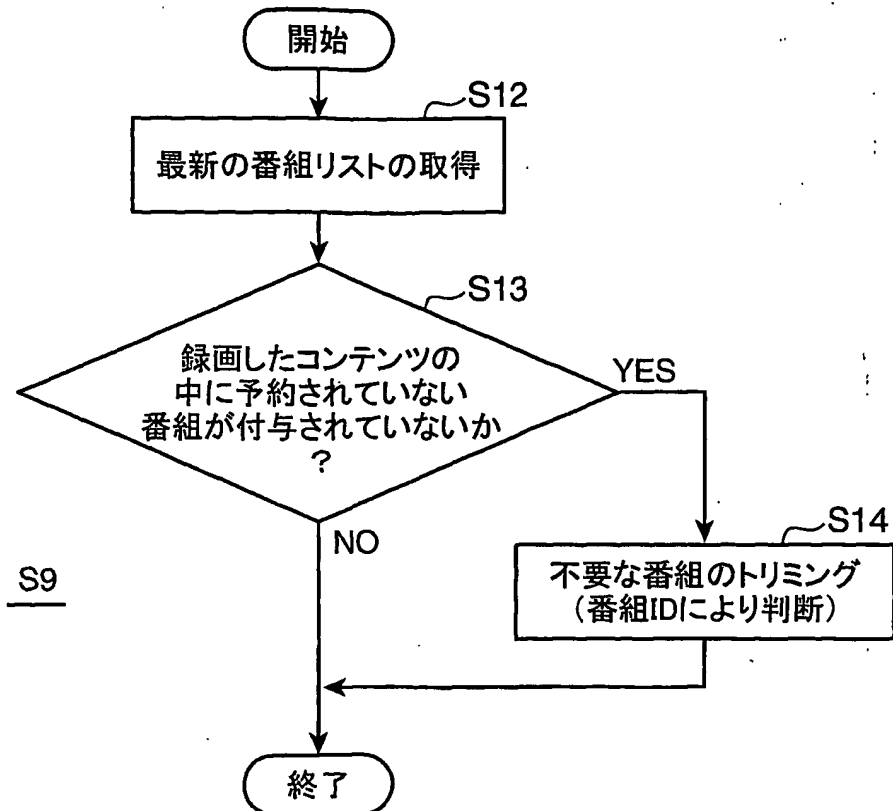 開始
S12
最新の番組リストの取得
S13
録画したコンテンツの
中に予約されていない
番組が付与されていないか
?
YES
NO
S14
不要な番組のトリミング
(番組IDにより判断)
S9
終了